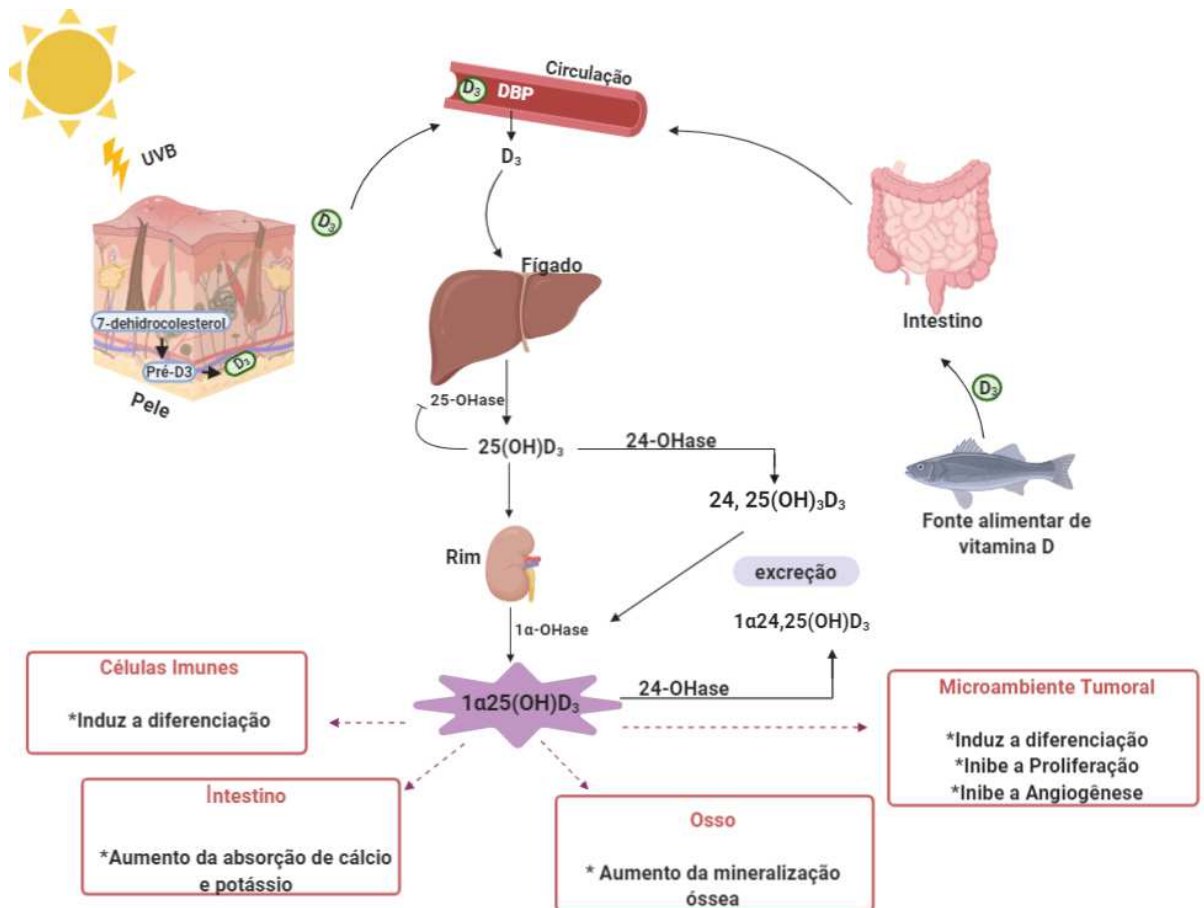 Circulação
D₃ DBP
UVB
D₃
D₃
Fígado
7-dehidrocolesterol
Pré-D3
D₃
Pele
Intestino
D₃
25-OHase
25(OH)D₃
24-OHase
24, 25(OH)₃D₃
Fonte alimentar de
vitamina D
Rim
excreção
1α24,25(OH)D₃
1α-OHase
1α25(OH)D₃
24-OHase
Células Imunes
*Induz a diferenciação
Microambiente Tumoral
*Induz a diferenciação
*Inibe a Proliferação
*Inibe a Angiogênese
Intestino
*Aumento da absorção de cálcio
e potássio
Osso
* Aumento da mineralização
óssea